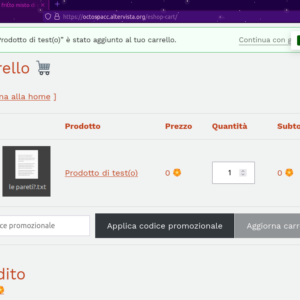 https://octospacc.altervista.org/eshop-cart/
Prodotto di test(o)" è stato aggiunto al tuo carrello.
Continua con
rello
na alla home ]
Prodotto Prezzo Quantità Subto
le pareti?.txt
Prodotto di test(o) 0 1 0
ice promozionale Applica codice promozionale Aggiorna carr
dito